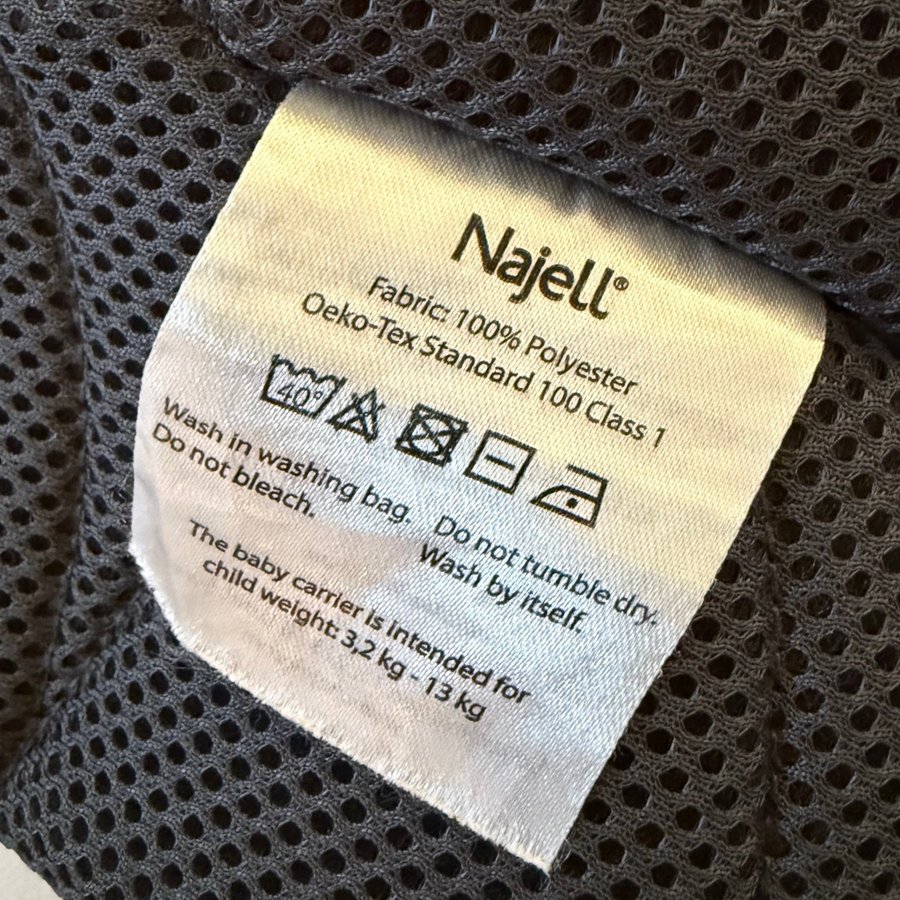 Najell®
Fabric: 100% Polyester
Oeko-Tex Standard 100 Class 1
40°
Wash in washing bag. Do not tumble dry.
Do not bleach. Wash by itself.
The baby carrier is intended for
child weight: 3,2 kg - 13 kg